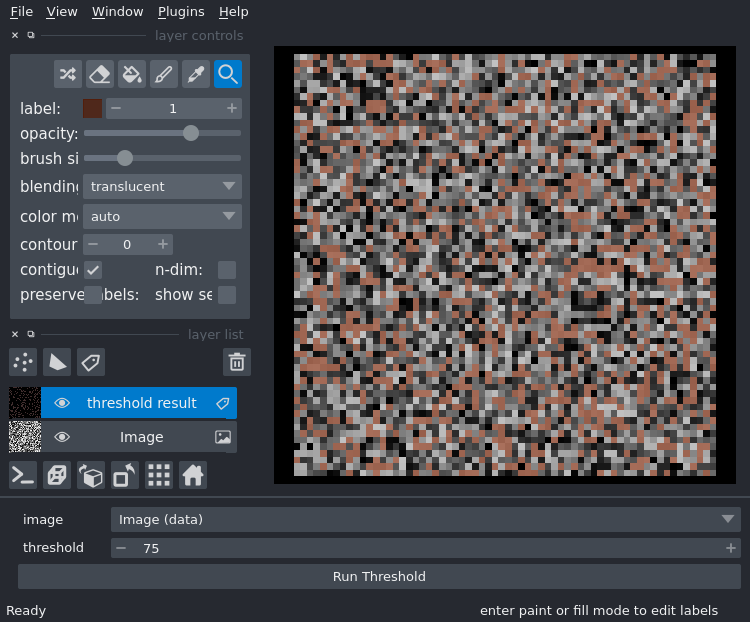 File View Window Plugins Help
layer controls
label: 1
opacity:
brush si
blending translucent
color m auto
contour 0
contigu n-dim:
preserve abels: show se
layer list
threshold result
Image
image Image (data)
threshold 75
Run Threshold
Ready enter paint or fill mode to edit labels